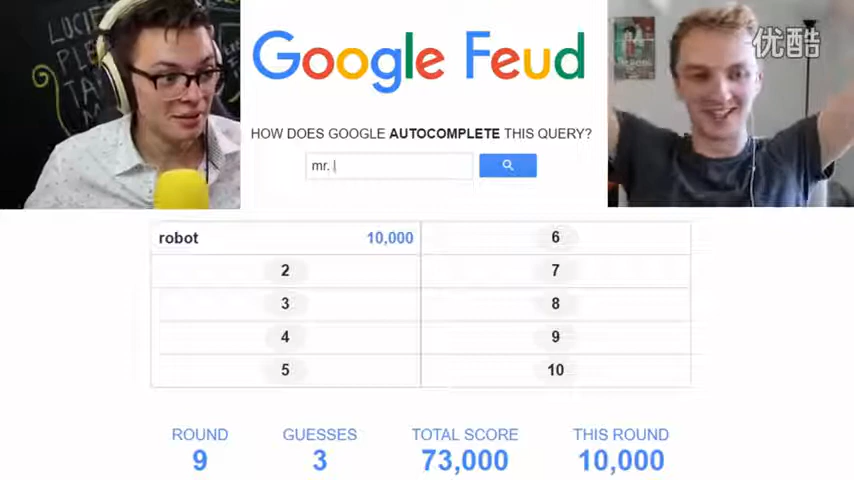 优酷
Google Feud
HOW DOES GOOGLE AUTOCOMPLETE THIS QUERY?
mr.
robot 10,000
2
3
4
5
6
7
8
9
10
ROUND
9
GUESSES
3
TOTAL SCORE
73,000
THIS ROUND
10,000